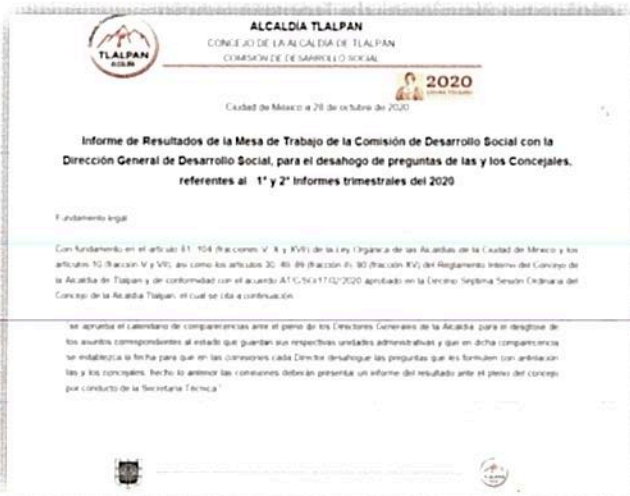 ALCALDÍA TLALPAN
CONCEJO DE LA ALCALDÍA DE TLALPAN
COMISIÓN DE DESARROLLO SOCIAL
TLALPAN
ALCALDÍA
2020
Ciudad de México a 28 de octubre de 2020
Informe de Resultados de la Mesa de Trabajo de la Comisión de Desarrollo Social con la
Dirección General de Desarrollo Social, para el desahogo de preguntas de las y los Concejales,
referentes al 1° y 2° Informes trimestrales del 2020
Fundamento legal
Con fundamento en el artículo 81, 104 (fracciones V, X y XVII) de la Ley Orgánica de las Alcaldías de la Ciudad de México y los
artículos 10 (fracción V y VII), así como los artículos 30, 40, 89 (fracción II), 90 (fracción XV) del Reglamento Interno del Concejo de
la Alcaldía de Tlalpan y de conformidad con el acuerdo aprobado en la Decimo Septima Sesión Ordinaria del
Concejo de la Alcaldía Tlalpan, el cual se cita a continuación
"se aprueba el calendario de comparecencias ante el pleno de los Directores Generales de la Alcaldía, para el desglose de
los asuntos correspondientes al estado que guardan sus respectivas unidades administrativas y que en dicha comparecencia
se establezca la fecha para que en las comisiones cada Director desahogue las preguntas que les formulen con antelación
las y los concejales, hecho lo anterior las comisiones deberán presentar un informe del resultado ante el pleno del concejo
por conducto de la Secretaría Técnica."